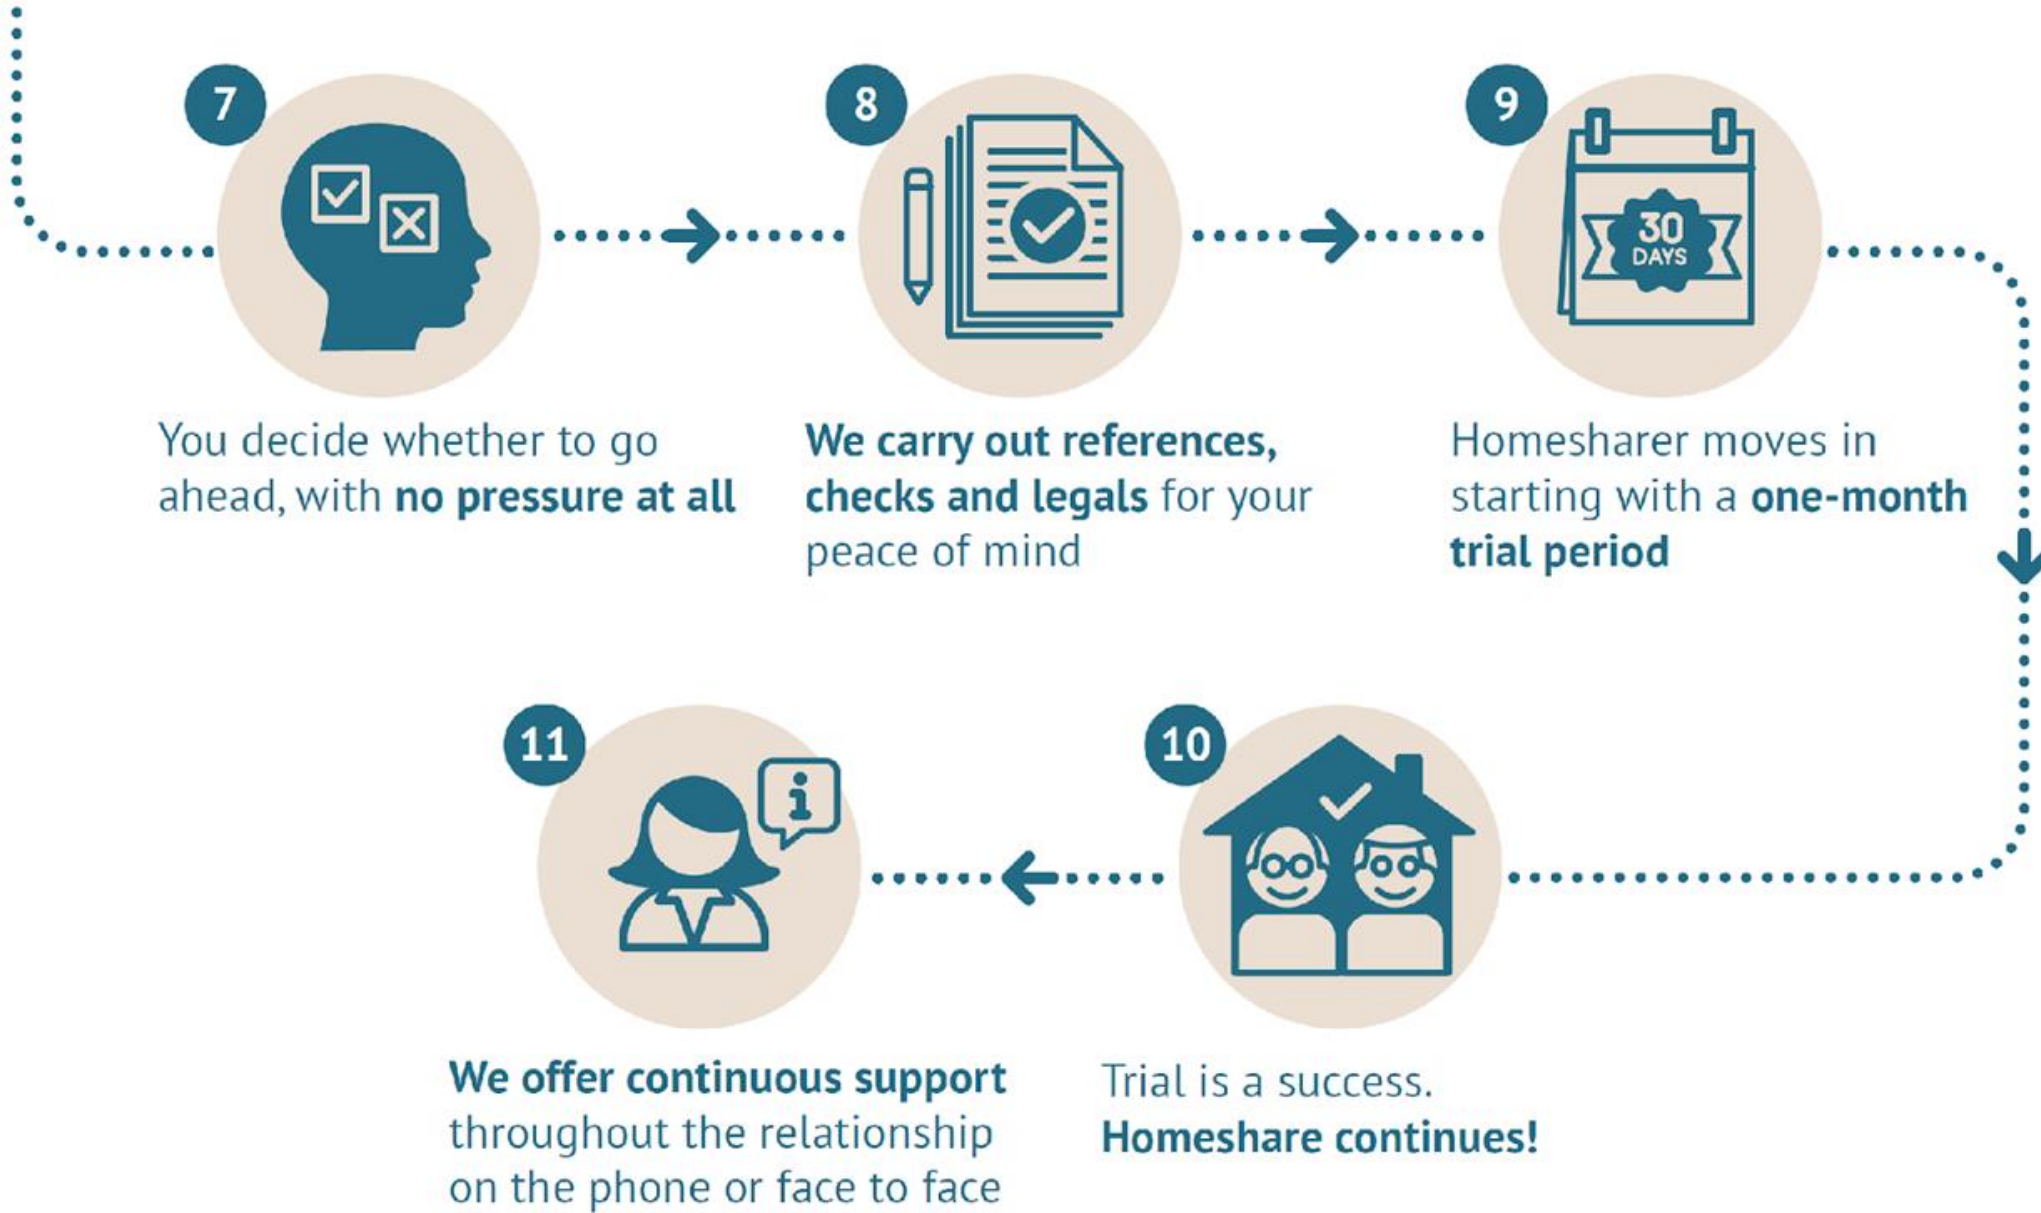 7
You decide whether to go
ahead, with no pressure at all
8
We carry out references,
checks and legals for your
peace of mind
9
30
DAYS
Homesharer moves in
starting with a one-month
trial period
10
Trial is a success.
Homeshare continues!
11
i
We offer continuous support
throughout the relationship
on the phone or face to face